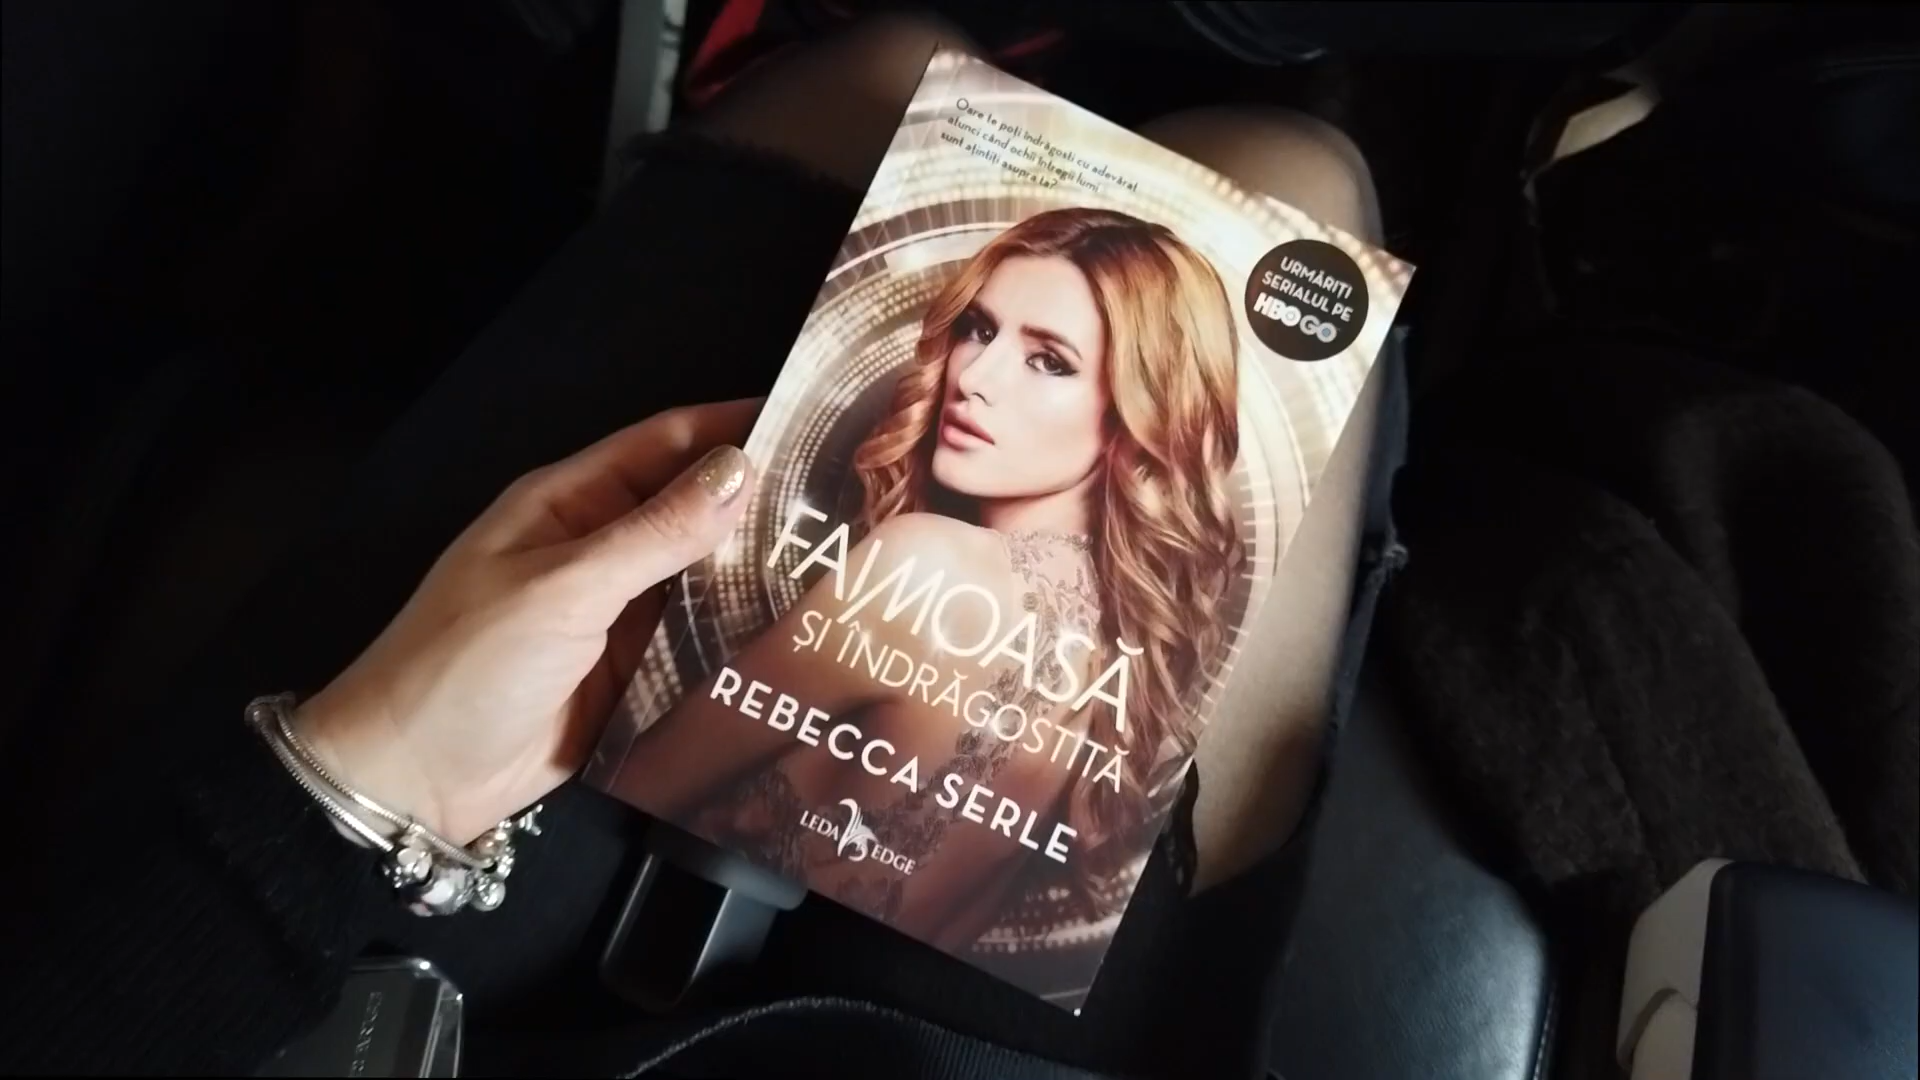 Oare te poți îndrăgosti cu adevărat
atunci când ochii întregii lumi
sunt ațintiți asupra ta?
URMĂRIȚI
SERIALUL PE
HBO GO
FAIMOASĂ
ȘI ÎNDRĂGOSTITĂ
REBECCA SERLE
LEDA EDGE